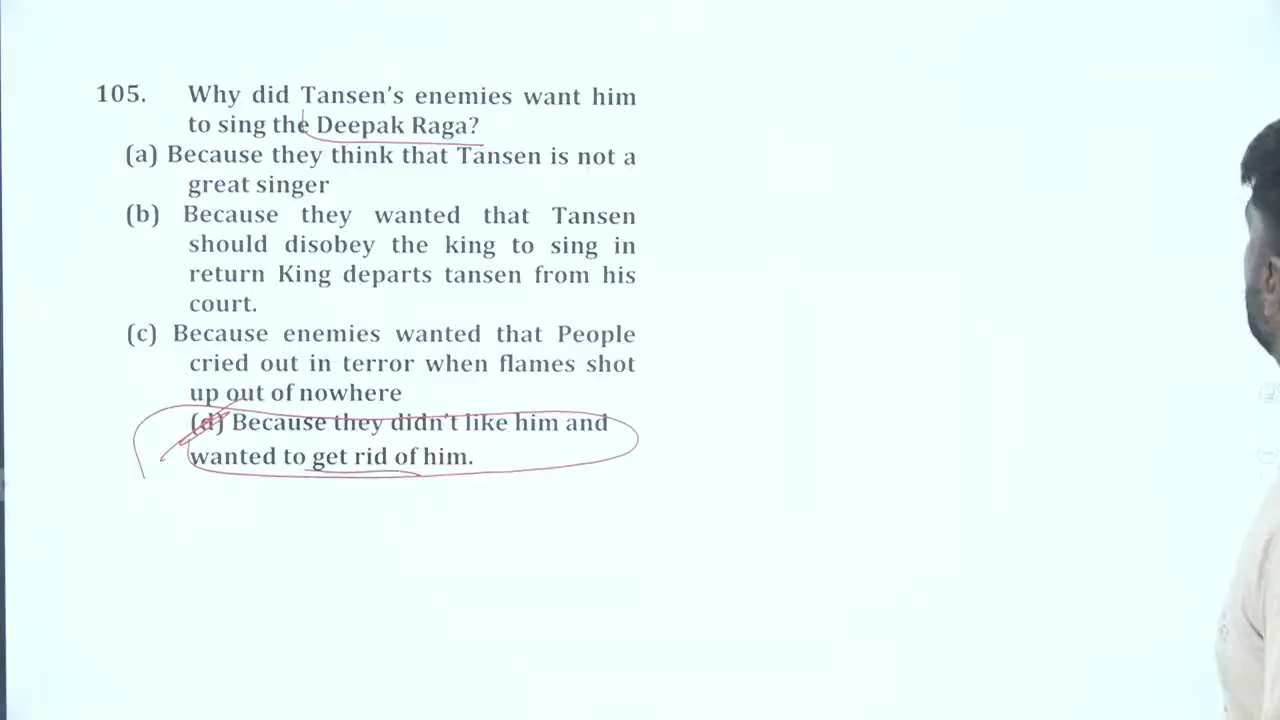 105. Why did Tansen's enemies want him
to sing the Deepak Raga?
(a) Because they think that Tansen is not a
great singer
(b) Because they wanted that Tansen
should disobey the king to sing in
return King departs tansen from his
court.
(c) Because enemies wanted that People
cried out in terror when flames shot
up out of nowhere
(d) Because they didn't like him and
wanted to get rid of him.